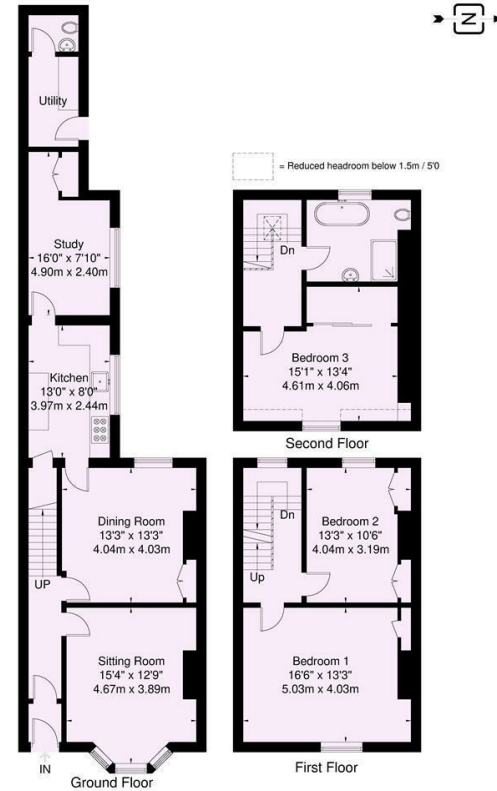 N
Utility
= Reduced headroom below 1.5m / 5'0
Study
16'0" x 7'10"
4.90m x 2.40m
Kitchen
13'0" x 8'0"
3.97m x 2.44m
Dining Room
13'3" x 13'3"
4.04m x 4.03m
UP
Sitting Room
15'4" x 12'9"
4.67m x 3.89m
IN
Ground Floor
Dn
Bedroom 3
15'1" x 13'4"
4.61m x 4.06m
Second Floor
Dn
Up
Bedroom 2
13'3" x 10'6"
4.04m x 3.19m
Bedroom 1
16'6" x 13'3"
5.03m x 4.03m
First Floor